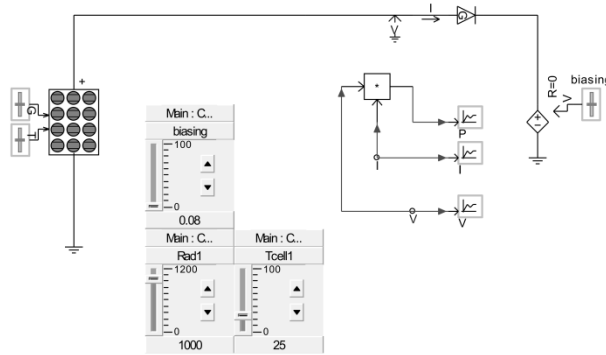 I
G
V
+
G
T
*
P
I
I
V
V
+
−
R=0
V
biasing
Main : C...
biasing
100
0
0.08
Main : C...
Rad1
1200
0
1000
Main : C...
Tcell1
100
0
25